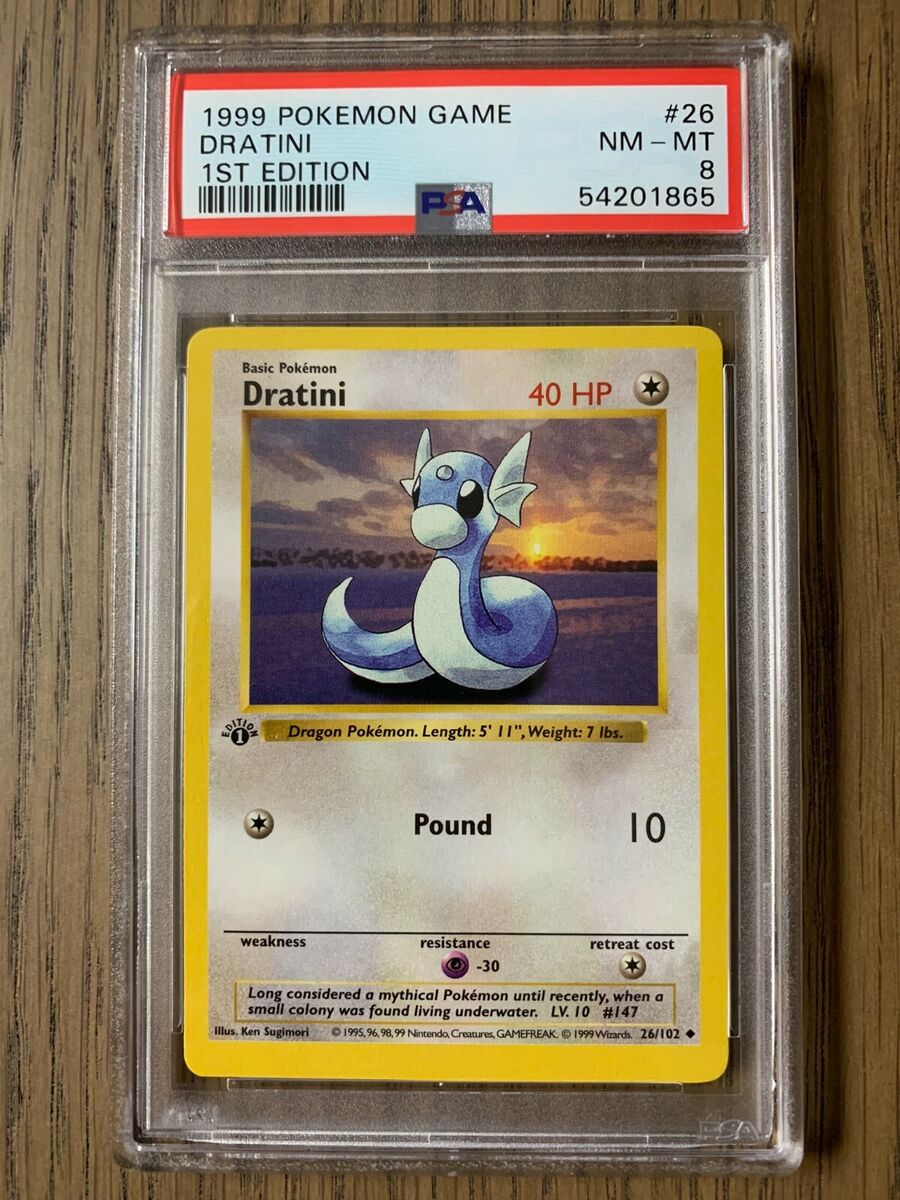 1999 POKEMON GAME #26
DRATINI NM - MT
1ST EDITION 8
PSA 54201865
Basic Pokémon
Dratini 40 HP
EDITION 1
Dragon Pokémon. Length: 5' 11", Weight: 7 lbs.
Pound 10
weakness resistance retreat cost
-30
Long considered a mythical Pokémon until recently, when a
small colony was found living underwater. LV. 10 #147
Illus. Ken Sugimori © 1995, 96, 98, 99 Nintendo, Creatures, GAMEFREAK. © 1999 Wizards. 26/102
PSA